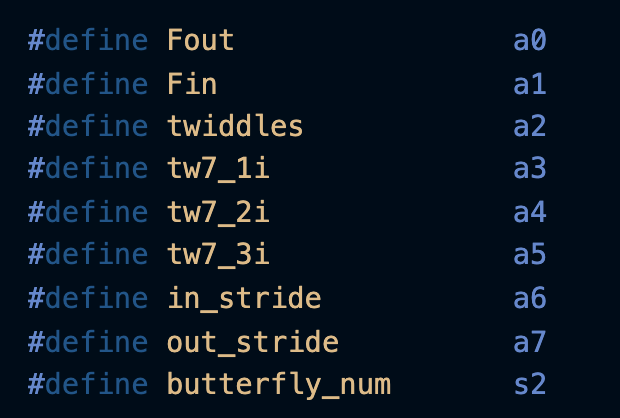 #define Fout a0
#define Fin a1
#define twiddles a2
#define tw7_1i a3
#define tw7_2i a4
#define tw7_3i a5
#define in_stride a6
#define out_stride a7
#define butterfly_num s2